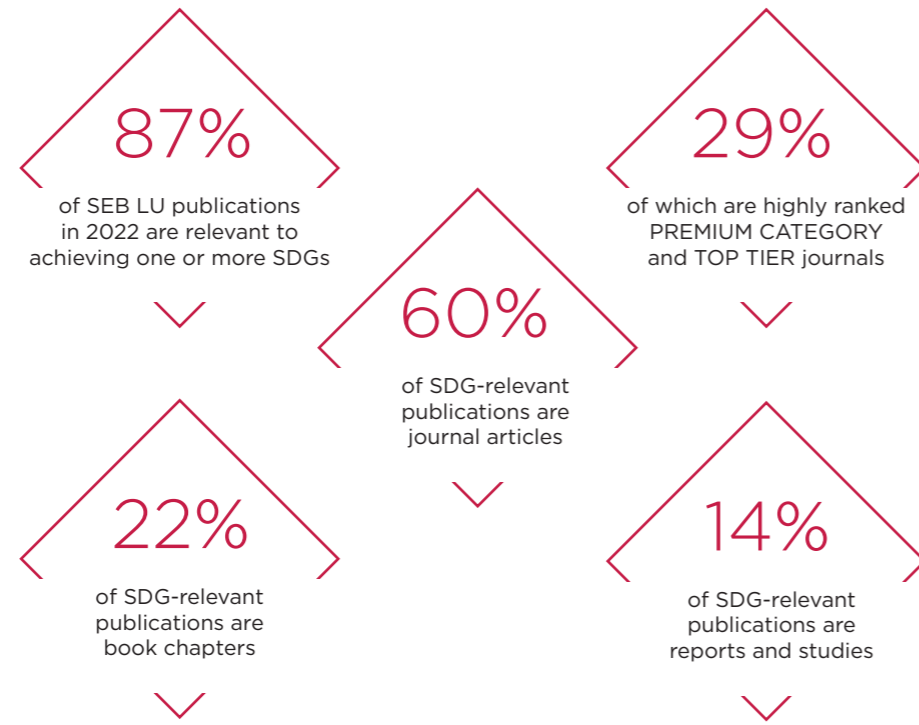 87%
of SEB LU publications
in 2022 are relevant to
achieving one or more SDGs
29%
of which are highly ranked
PREMIUM CATEGORY
and TOP TIER journals
60%
of SDG-relevant
publications are
journal articles
22%
of SDG-relevant
publications are
book chapters
14%
of SDG-relevant
publications are
reports and studies